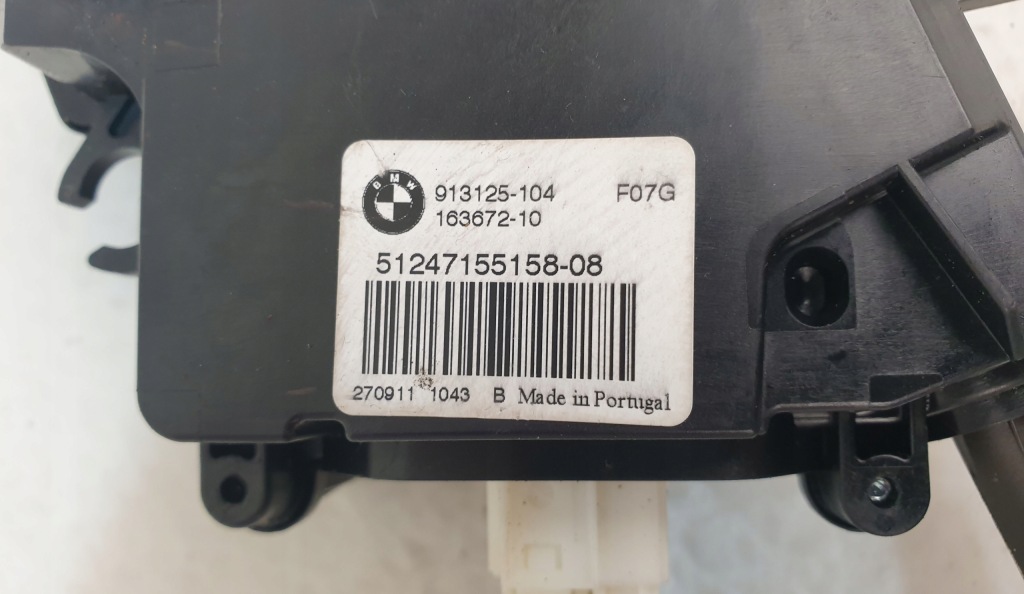 BMW
913125-104 F07G
163672-10
51247155158-08
270911 1043 B Made in Portugal